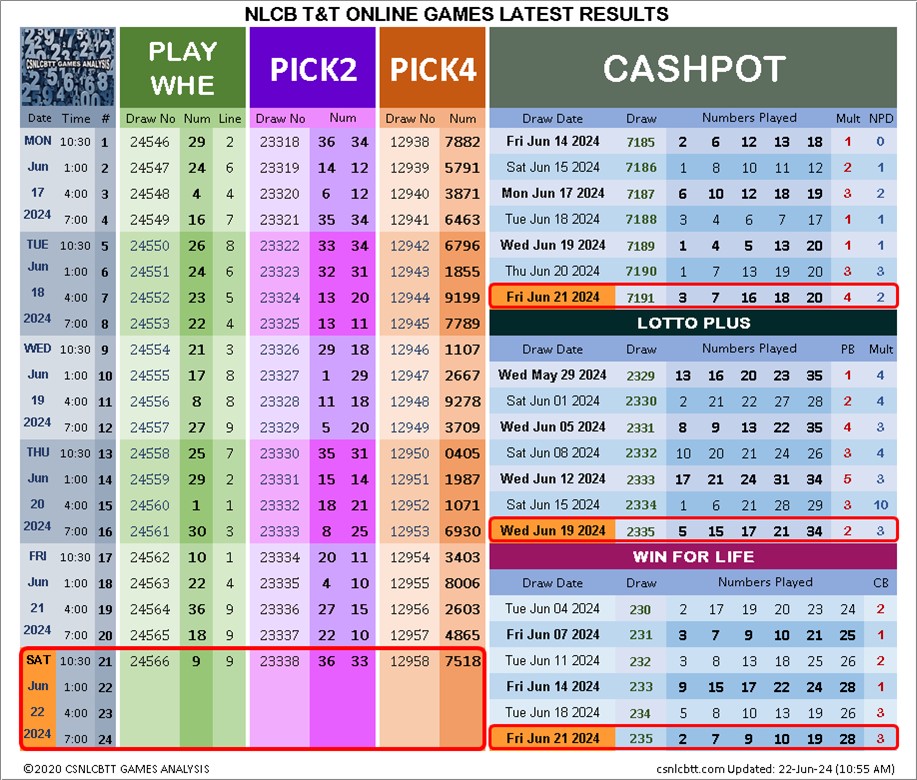 NLCB T&T ONLINE GAMES LATEST RESULTS
CSNLCBTT GAMES ANALYSIS
PLAY WHE PICK2 PICK4 CASHPOT
Date Time # Draw No Num Line Draw No Num Draw No Num Draw Date Draw Numbers Played Mult NPD
MON 10:30 1 24546 29 2 23318 36 34 12938 7882 Fri Jun 14 2024 7185 2 6 12 13 18 1 0
Jun 1:00 2 24547 24 6 23319 14 12 12939 5791 Sat Jun 15 2024 7186 1 8 10 11 12 2 1
17 4:00 3 24548 4 4 23320 6 12 12940 3871 Mon Jun 17 2024 7187 6 10 12 18 19 3 2
2024 7:00 4 24549 16 7 23321 35 34 12941 6463 Tue Jun 18 2024 7188 3 4 6 7 17 1 1
TUE 10:30 5 24550 26 8 23322 33 34 12942 6796 Wed Jun 19 2024 7189 1 4 5 13 20 1 1
Jun 1:00 6 24551 24 6 23323 32 31 12943 1855 Thu Jun 20 2024 7190 1 7 13 19 20 3 3
18 4:00 7 24552 23 5 23324 13 20 12944 9199 Fri Jun 21 2024 7191 3 7 16 18 20 4 2
2024 7:00 8 24553 22 4 23325 13 11 12945 7789 LOTTO PLUS
WED 10:30 9 24554 21 3 23326 29 18 12946 1107 Draw Date Draw Numbers Played PB Mult
Jun 1:00 10 24555 17 8 23327 1 29 12947 2667 Wed May 29 2024 2329 13 16 20 23 35 1 4
19 4:00 11 24556 8 8 23328 11 18 12948 9278 Sat Jun 01 2024 2330 2 21 22 27 28 2 4
2024 7:00 12 24557 27 9 23329 5 20 12949 3709 Wed Jun 05 2024 2331 8 9 13 22 35 4 3
THU 10:30 13 24558 25 7 23330 35 31 12950 0405 Sat Jun 08 2024 2332 10 20 21 24 26 3 4
Jun 1:00 14 24559 29 2 23331 15 14 12951 1987 Wed Jun 12 2024 2333 17 21 24 31 34 5 3
20 4:00 15 24560 1 1 23332 18 21 12952 1071 Sat Jun 15 2024 2334 1 6 21 28 29 3 10
2024 7:00 16 24561 30 3 23333 8 25 12953 6930 Wed Jun 19 2024 2335 5 15 17 21 34 2 3
FRI 10:30 17 24562 10 1 23334 20 11 12954 3403 WIN FOR LIFE
Jun 1:00 18 24563 22 4 23335 4 10 12955 8006 Draw Date Draw Numbers Played CB
21 4:00 19 24564 36 9 23336 27 15 12956 2603 Tue Jun 04 2024 230 2 17 19 20 23 24 2
2024 7:00 20 24565 18 9 23337 22 10 12957 4865 Fri Jun 07 2024 231 3 7 9 10 21 25 1
SAT 10:30 21 24566 9 9 23338 36 33 12958 7518 Tue Jun 11 2024 232 3 8 13 18 25 26 2
Jun 1:00 22 Fri Jun 14 2024 233 9 15 17 22 24 28 1
22 4:00 23 Tue Jun 18 2024 234 5 8 10 13 19 26 3
2024 7:00 24 Fri Jun 21 2024 235 2 7 9 10 19 28 3
©2020 CSNLCBTT GAMES ANALYSIS csnlcbtt.com Updated: 22-Jun-24 (10:55 AM)